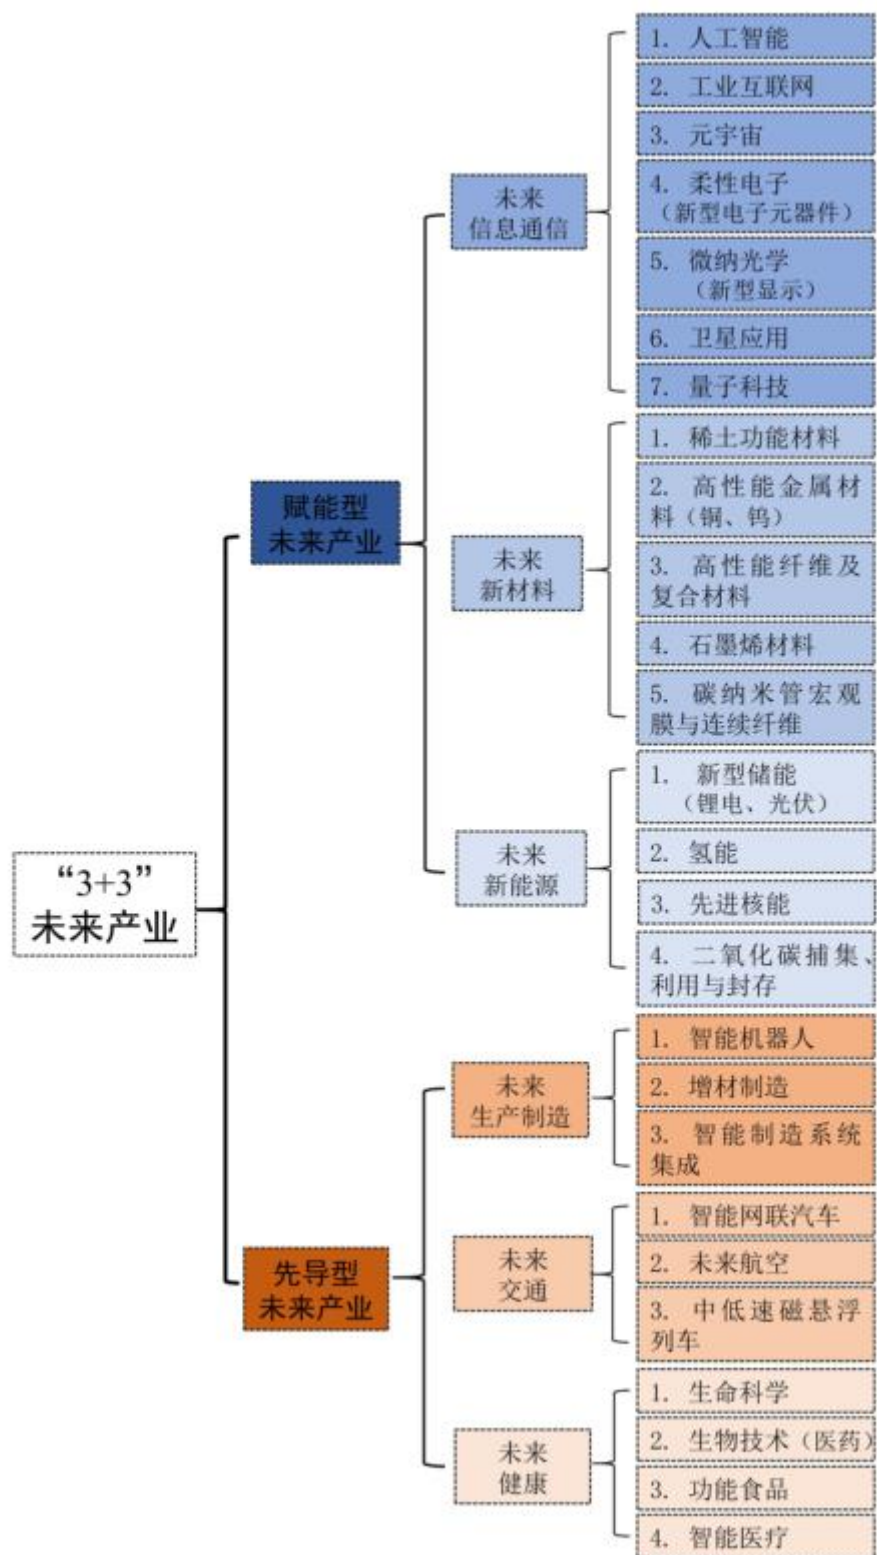 “3+3”
未来产业
赋能型
未来产业
未来
信息通信
1. 人工智能
2. 工业互联网
3. 元宇宙
4. 柔性电子
（新型电子元器件）
5. 微纳光学
（新型显示）
6. 卫星应用
7. 量子科技
未来
新材料
1. 稀土功能材料
2. 高性能金属材
料（铜、钨）
3. 高性能纤维及
复合材料
4. 石墨烯材料
5. 碳纳米管宏观
膜与连续纤维
未来
新能源
1. 新型储能
（锂电、光伏）
2. 氢能
3. 先进核能
4. 二氧化碳捕集、
利用与封存
先导型
未来产业
未来
生产制造
1. 智能机器人
2. 增材制造
3. 智能制造系统
集成
未来
交通
1. 智能网联汽车
2. 未来航空
3. 中低速磁悬浮
列车
未来
健康
1. 生命科学
2. 生物技术（医药）
3. 功能食品
4. 智能医疗